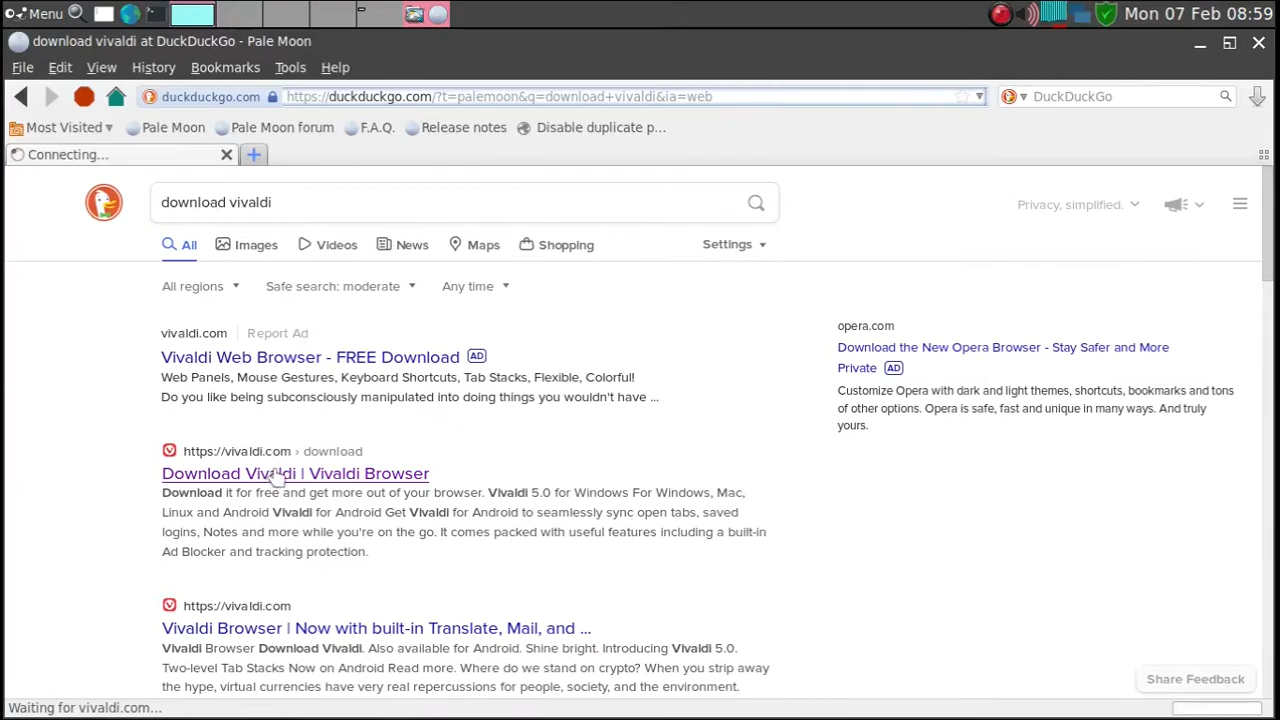 Menu
Mon 07 Feb 08:59
download vivaldi at DuckDuckGo - Pale Moon
File Edit View History Bookmarks Tools Help
duckduckgo.com https://duckduckgo.com/?t=palemoon&q=download+vivaldi&ia=web DuckDuckGo
Most Visited Pale Moon Pale Moon forum F.A.Q. Release notes Disable duplicate p...
Connecting...
download vivaldi
Privacy, simplified.
All Images Videos News Maps Shopping Settings
All regions Safe search: moderate Any time
vivaldi.com Report Ad
Vivaldi Web Browser - FREE Download AD
Web Panels, Mouse Gestures, Keyboard Shortcuts, Tab Stacks, Flexible, Colorful!
Do you like being subconsciously manipulated into doing things you wouldn't have ...
opera.com
Download the New Opera Browser - Stay Safer and More
Private AD
Customize Opera with dark and light themes, shortcuts, bookmarks and tons
of other options. Opera is safe, fast and unique in many ways. And truly
yours.
https://vivaldi.com › download
Download Vivaldi | Vivaldi Browser
Download it for free and get more out of your browser. Vivaldi 5.0 for Windows For Windows, Mac,
Linux and Android Vivaldi for Android Get Vivaldi for Android to seamlessly sync open tabs, saved
logins, Notes and more while you're on the go. It comes packed with useful features including a built-in
Ad Blocker and tracking protection.
https://vivaldi.com
Vivaldi Browser | Now with built-in Translate, Mail, and ...
Vivaldi Browser Download Vivaldi. Also available for Android. Shine bright. Introducing Vivaldi 5.0.
Two-level Tab Stacks Now on Android Read more. Where do we stand on crypto? When you strip away
the hype, virtual currencies have very real repercussions for people, society, and the environment.
Share Feedback
Waiting for vivaldi.com...